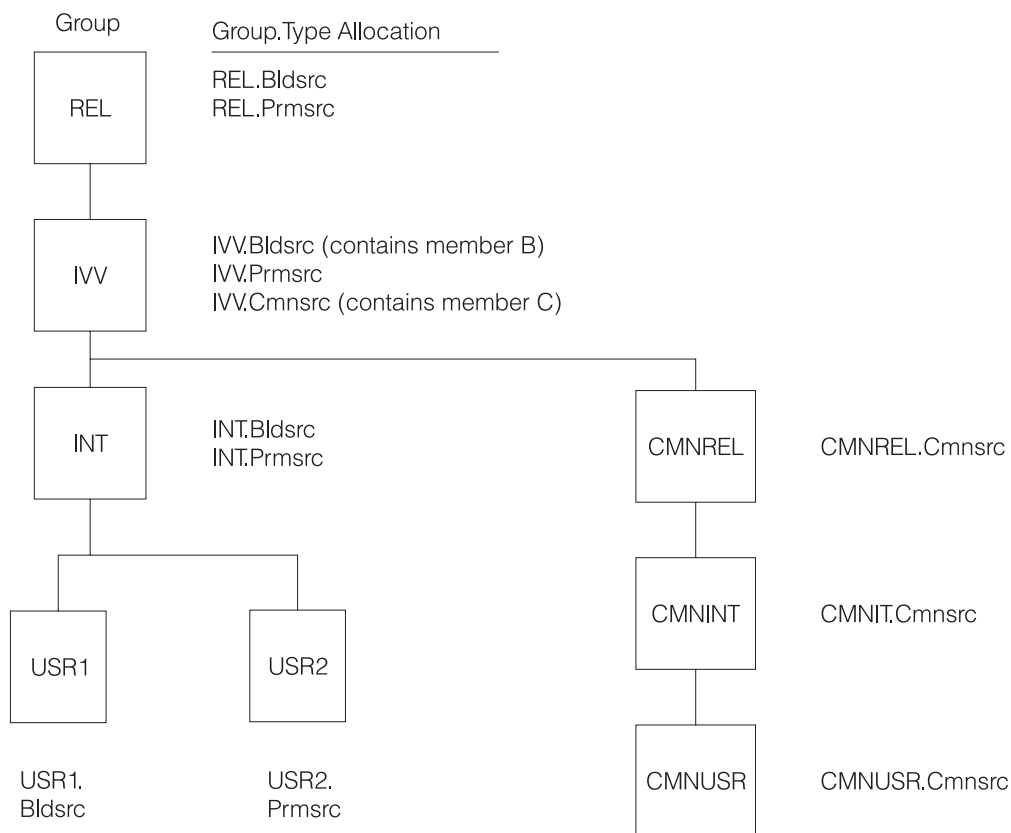 Group
Group.Type Allocation
REL
REL.Bldsrc
REL.Prmsrc
IVV
IVV.Bldsrc (contains member B)
IVV.Prmsrc
IVV.Cmnsrc (contains member C)
INT
INT.Bldsrc
INT.Prmsrc
CMNREL
CMNREL.Cmnsrc
CMNINT
CMNIT.Cmnsrc
USR1
USR2
USR1.
Bldsrc
USR2.
Prmsrc
CMNUSR
CMNUSR.Cmnsrc